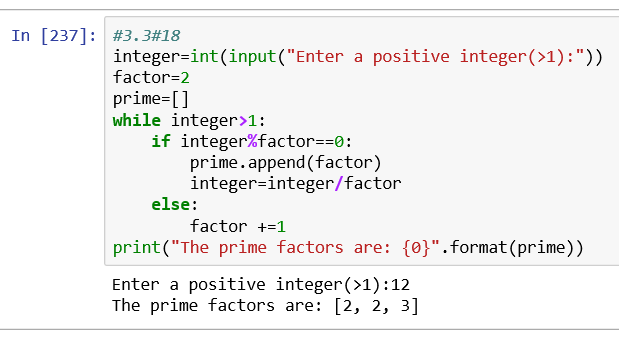 In [237]: #3.3#18
integer=int(input("Enter a positive integer(>1):"))
factor=2
prime=[]
while integer>1:
    if integer%factor==0:
        prime.append(factor)
        integer=integer/factor
    else:
        factor +=1
print("The prime factors are: {0}".format(prime))
Enter a positive integer(>1):12
The prime factors are: [2, 2, 3]